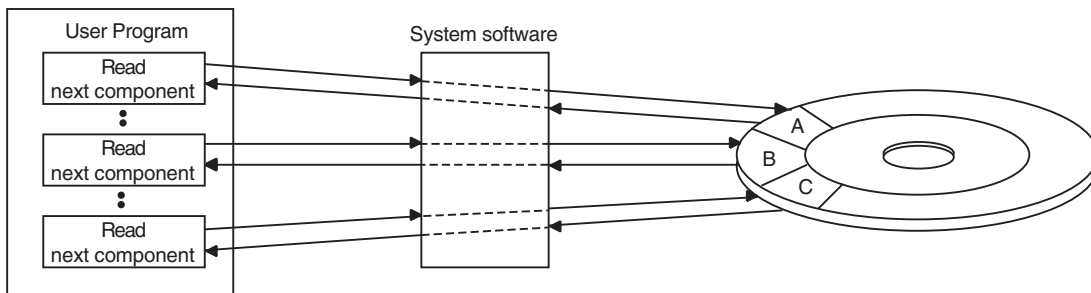 User Program
System software
Read
next component
A
Read
next component
B
C
Read
next component